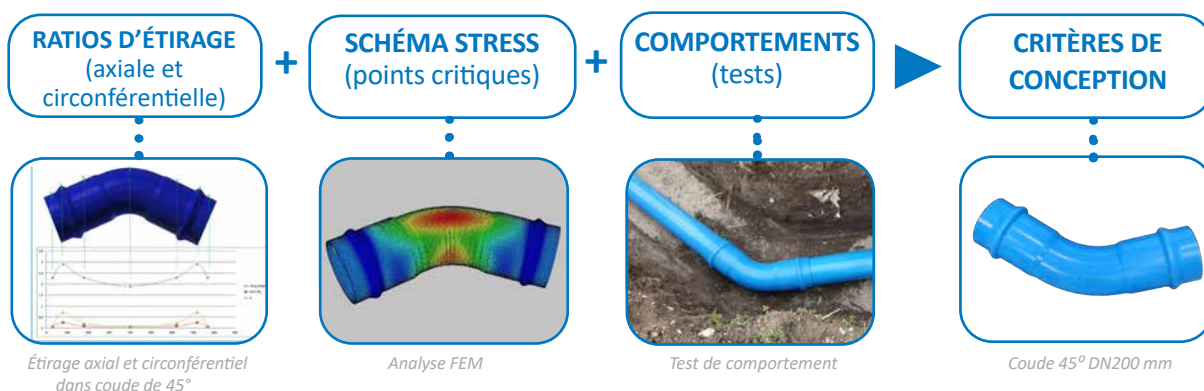 RATIOS D'ÉTIRAGE
(axiale et
circonférentielle)
+
SCHÉMA STRESS
(points critiques)
+
COMPORTEMENTS
(tests)
CRITÈRES DE
CONCEPTION
Étirage axial et circonférentiel
dans coude de 45°
Analyse FEM
Test de comportement
Coude 45º DN200 mm